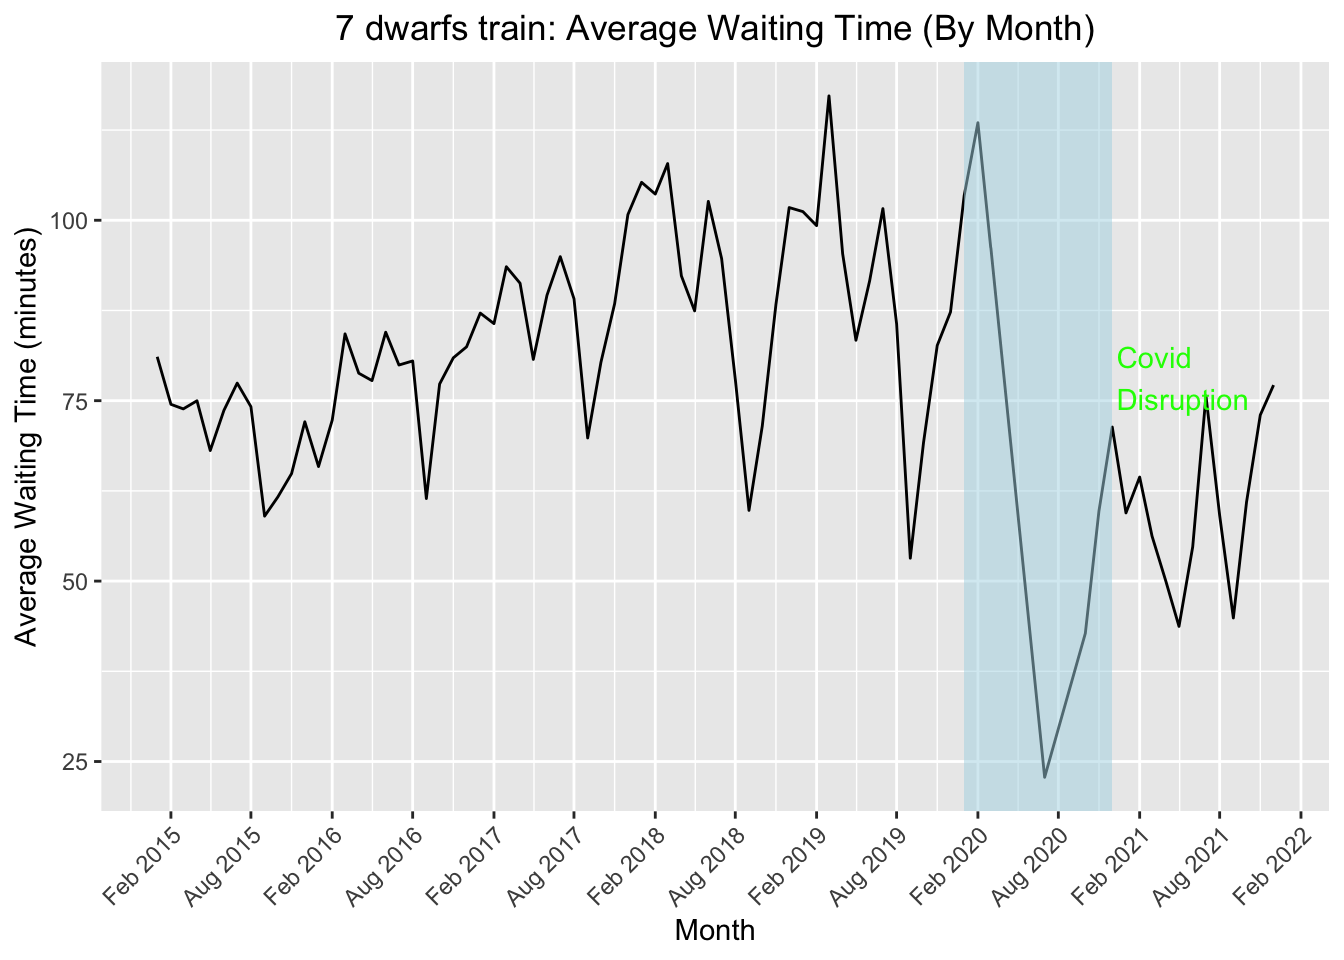 7 dwarfs train: Average Waiting Time (By Month)
Average Waiting Time (minutes)
100
75
50
25
Covid
Disruption
Feb 2015
Aug 2015
Feb 2016
Aug 2016
Feb 2017
Aug 2017
Feb 2018
Aug 2018
Feb 2019
Aug 2019
Feb 2020
Aug 2020
Feb 2021
Aug 2021
Feb 2022
Month